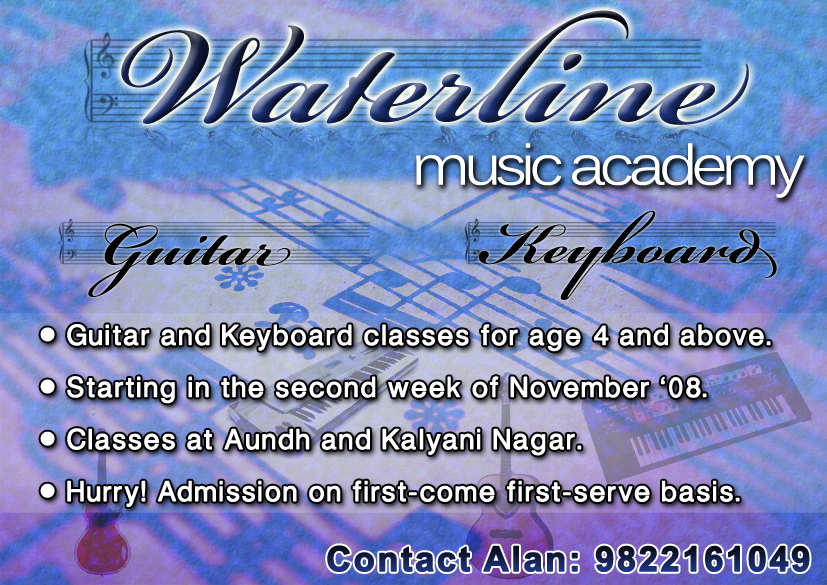 Waterline
music academy
Guitar Keyboard
• Guitar and Keyboard classes for age 4 and above.
• Starting in the second week of November ‘08.
• Classes at Aundh and Kalyani Nagar.
• Hurry! Admission on first-come first-serve basis.
Contact Alan: 9822161049